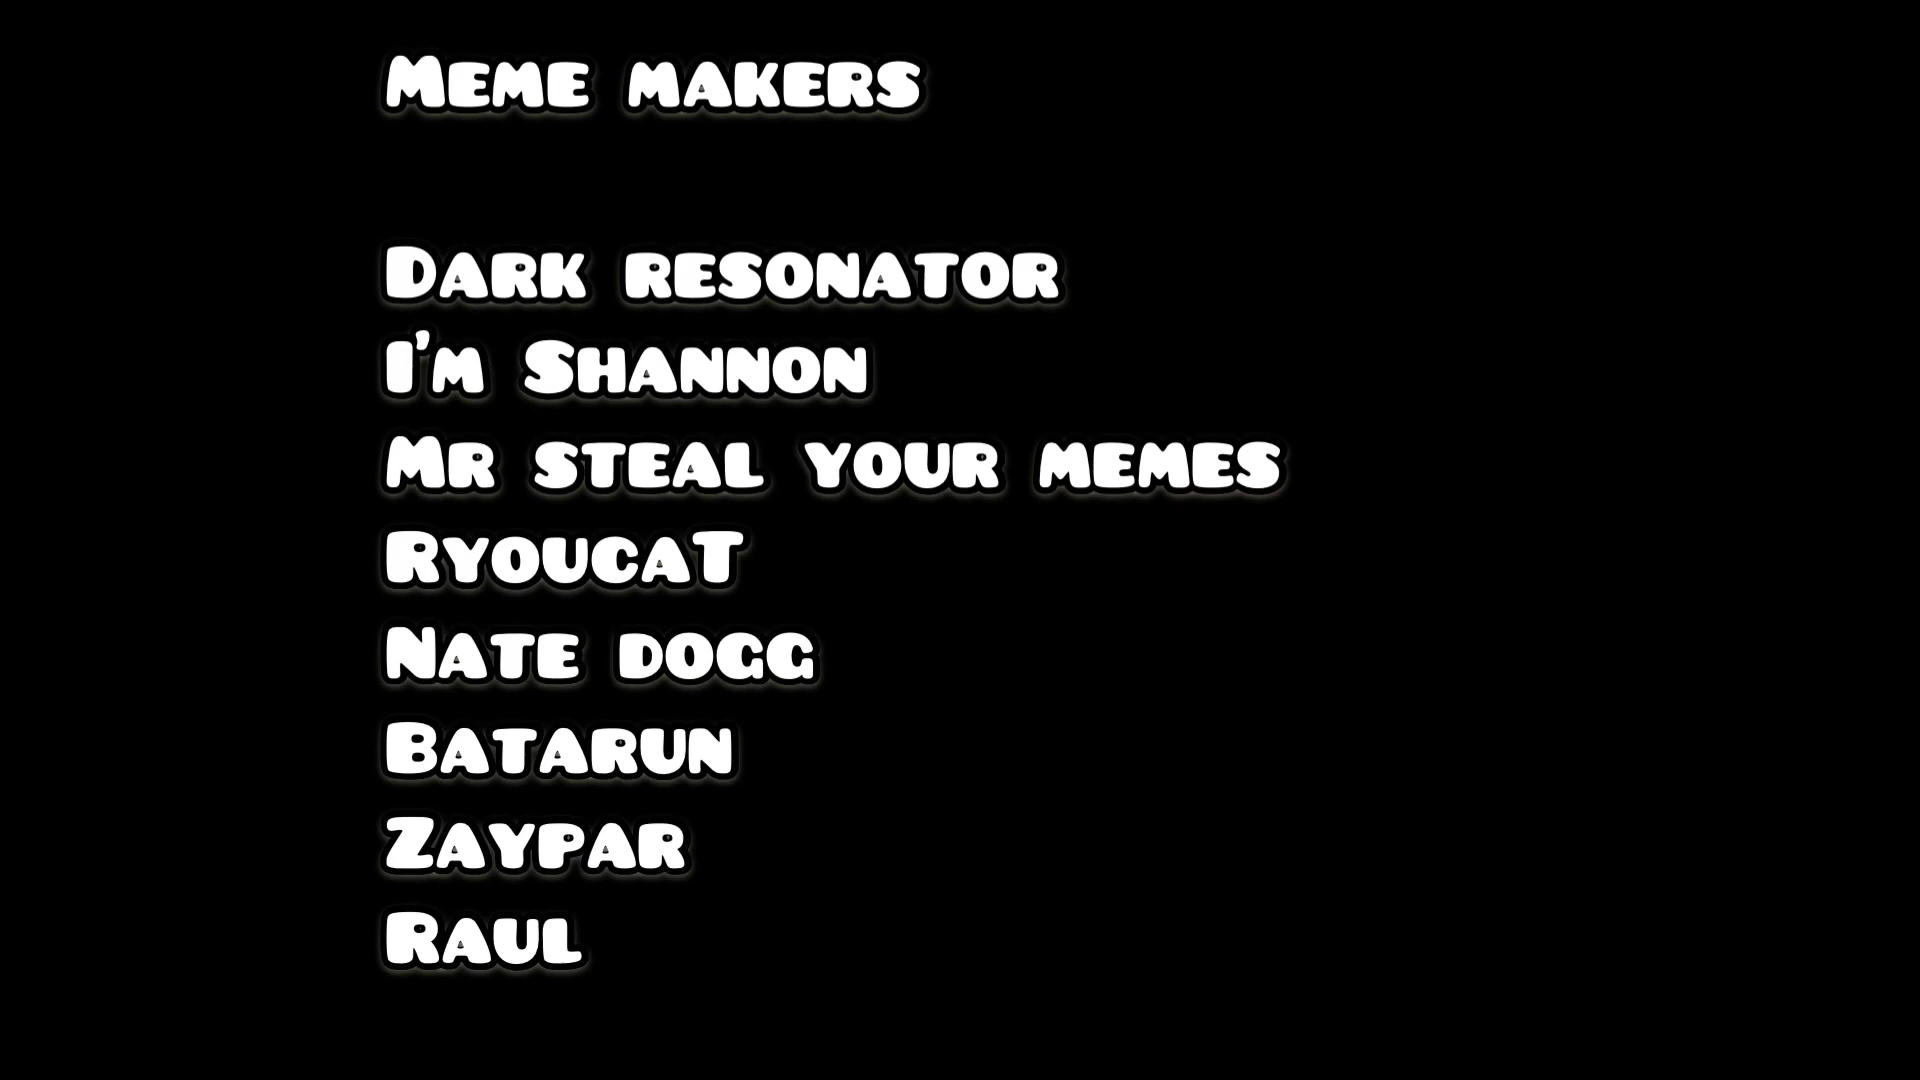 Meme makers
Dark resonator
I'm Shannon
Mr steal your memes
RyoucaT
Nate dogg
Batarun
Zaypar
Raul